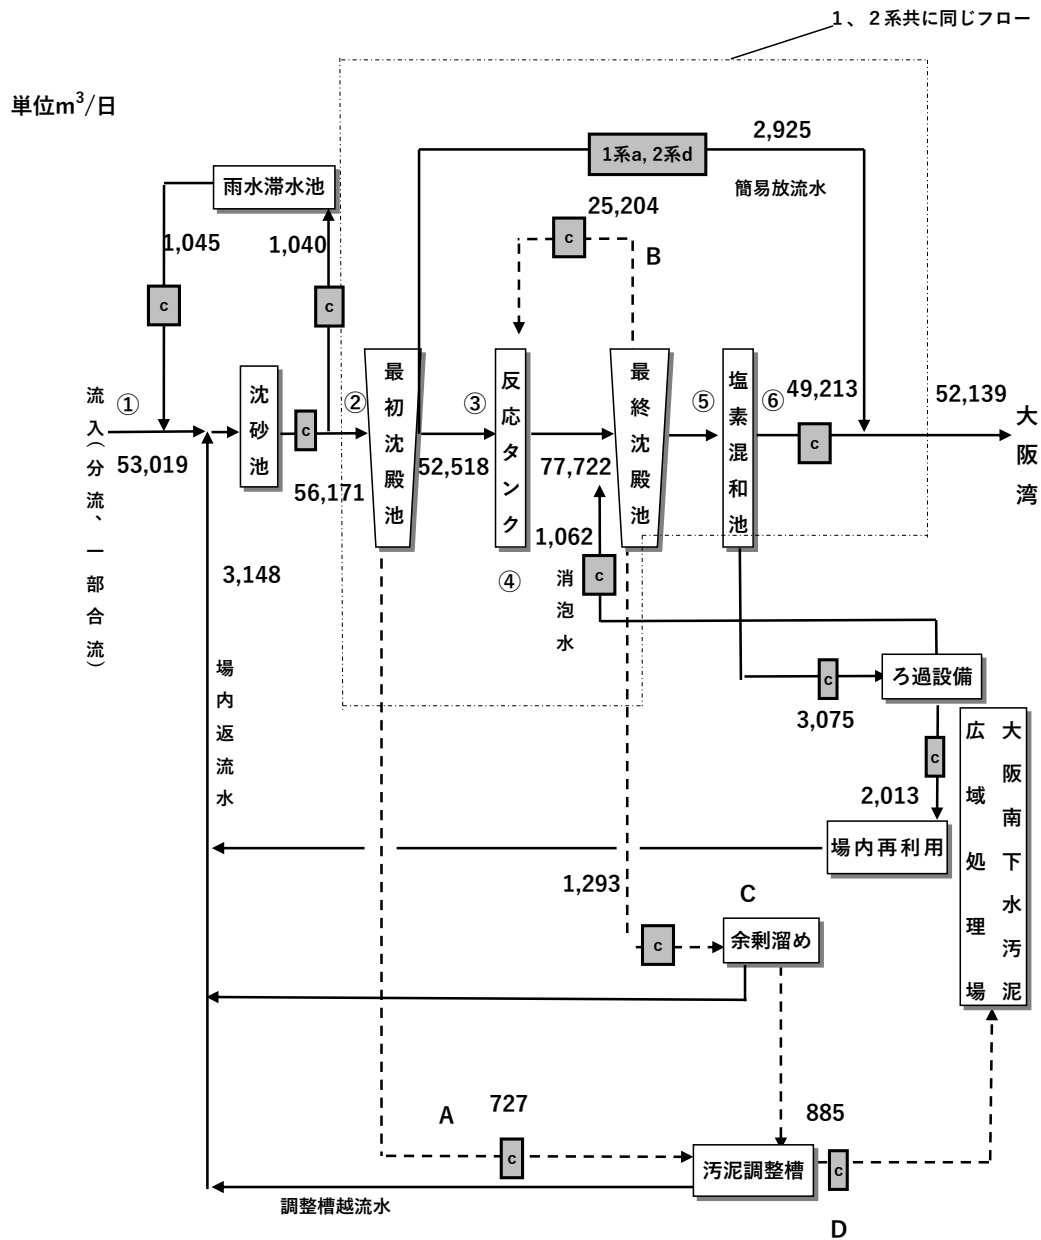 1、2系共に同じフロー
単位m³/日
1系a, 2系d
2,925
簡易放流水
雨水滞水池
25,204
c
B
1,045
1,040
c
c
流入(分流、一部合流)
①
53,019
沈砂池
c
56,171
②
最初沈殿池
③
52,518
反応タンク
④
77,722
最終沈殿池
⑤
塩素混和池
⑥
49,213
c
52,139
大阪湾
1,062
c
消泡水
3,148
場内返流水
ろ過設備
c
3,075
c
2,013
場内再利用
大阪南下水汚泥
広域処理場
1,293
C
c
余剰溜め
A
727
c
885
汚泥調整槽
c
調整槽越流水
D